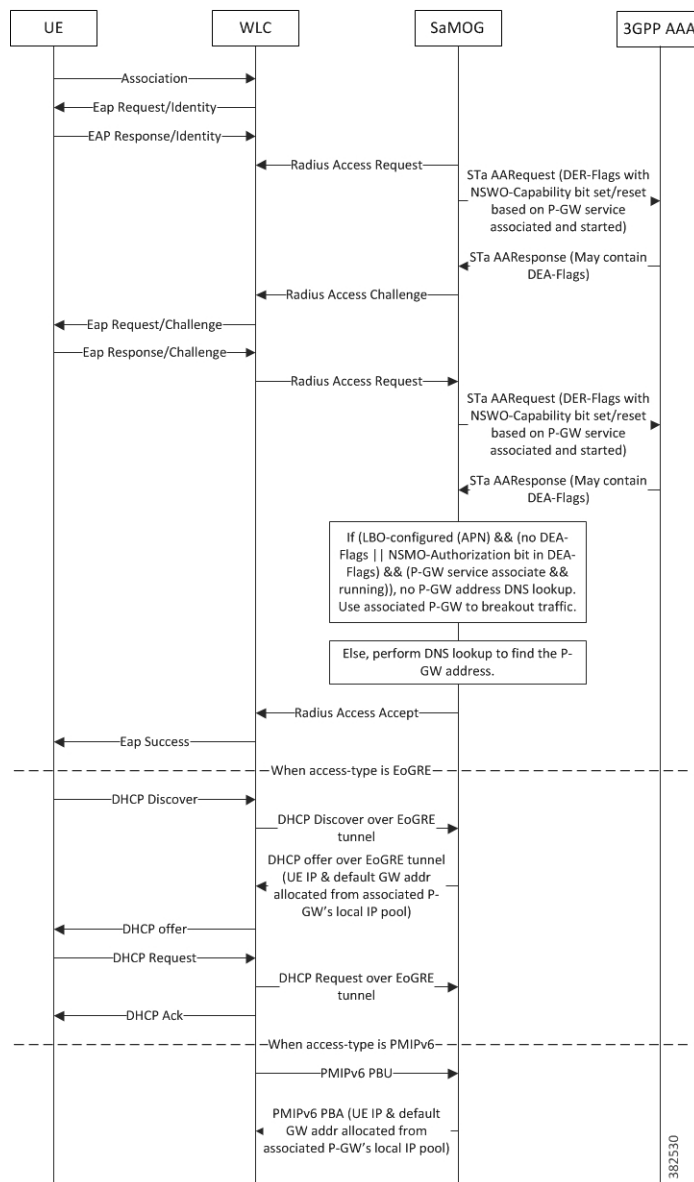 UE
WLC
SaMOG
3GPP AAA
Association
Eap Request/Identity
EAP Response/Identity
Radius Access Request
STa AARequest (DER-Flags with
NSWO-Capability bit set/reset
based on P-GW service
associated and started)
STa AAResponse (May contain
DEA-Flags)
Radius Access Challenge
Eap Request/Challenge
Eap Response/Challenge
Radius Access Request
STa AARequest (DER-Flags with
NSWO-Capability bit set/reset
based on P-GW service
associated and started)
STa AAResponse (May contain
DEA-Flags)
If (LBO-configured (APN) && (no DEA-
Flags || NSMO-Authorization bit in DEA-
Flags) && (P-GW service associate &&
running)), no P-GW address DNS lookup.
Use associated P-GW to breakout traffic.
Else, perform DNS lookup to find the P-
GW address.
Radius Access Accept
Eap Success
When access-type is EoGRE
DHCP Discover
DHCP Discover over EoGRE
tunnel
DHCP offer over EoGRE tunnel
(UE IP & default GW addr
allocated from associated P-
GW's local IP pool)
DHCP offer
DHCP Request
DHCP Request over EoGRE
tunnel
DHCP Ack
When access-type is PMIPv6
PMIPv6 PBU
PMIPv6 PBA (UE IP & default
GW addr allocated from
associated P-GW's local IP pool)
382530